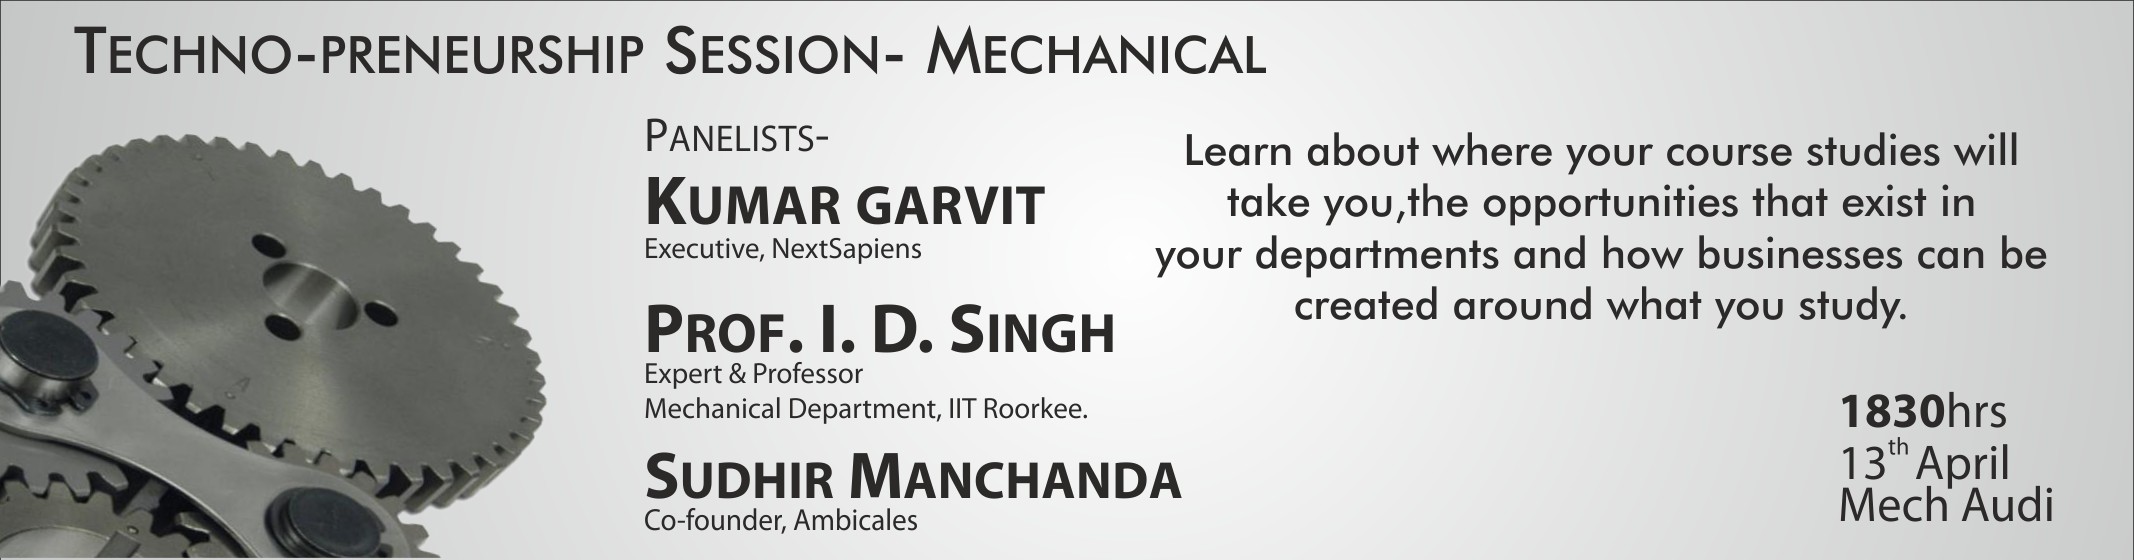 TECHNO-PRENEURSHIP SESSION- MECHANICAL
PANELISTS-
KUMAR GARVIT
Executive, NextSapiens
PROF. I. D. SINGH
Expert & Professor
Mechanical Department, IIT Roorkee.
SUDHIR MANCHANDA
Co-founder, Ambicales
Learn about where your course studies will
take you,the opportunities that exist in
your departments and how businesses can be
created around what you study.
1830hrs
13th April
Mech Audi